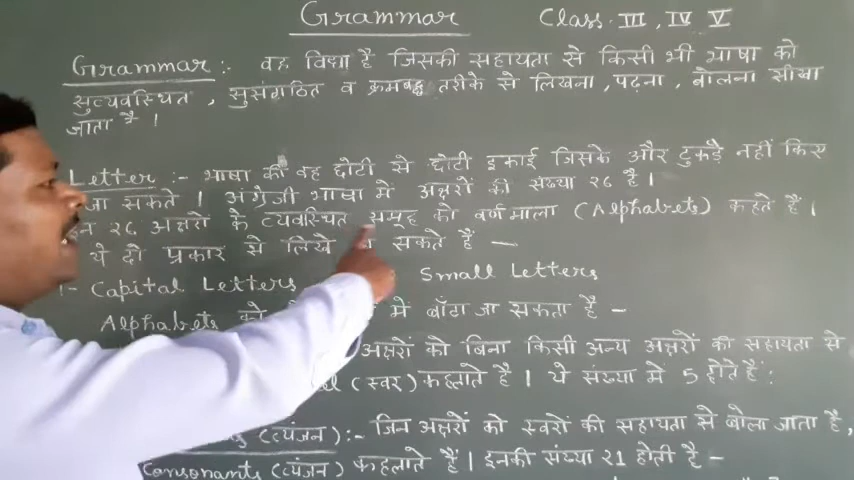 Grammar Class. III, IV V
Grammar :- वह विद्या है जिसकी सहायता से किसी भी भाषा को
सुव्यवस्थित , सुसंगठित व क्रमबद्ध तरीके से लिखना , पढ़ना , बोलना सीखा
जाता है ।
Letter :- भाषा की वह छोटी से छोटी इकाई जिसके और टुकड़े नहीं किए
जा सकते । अंग्रेजी भाषा में अक्षरों की संख्या २६ है ।
२६ अक्षरों के व्यवस्थित समूह को वर्णमाला (Alphabets) कहते हैं ।
ये दो प्रकार से लिखे सकते हैं —
1- Capital Letters Small Letters
Alphabets को में बाँटा जा सकता है -
अक्षरों को बिना किसी अन्य अक्षरों की सहायता से
(स्वर) कहलाते हैं । ये संख्या मे 5 होते हैं :
(व्यंजन) :- जिन अक्षरों को स्वरों की सहायता से बोला जाता है,
Consonants (व्यंजन) कहलाते हैं । इनकी संख्या २1 होती है -